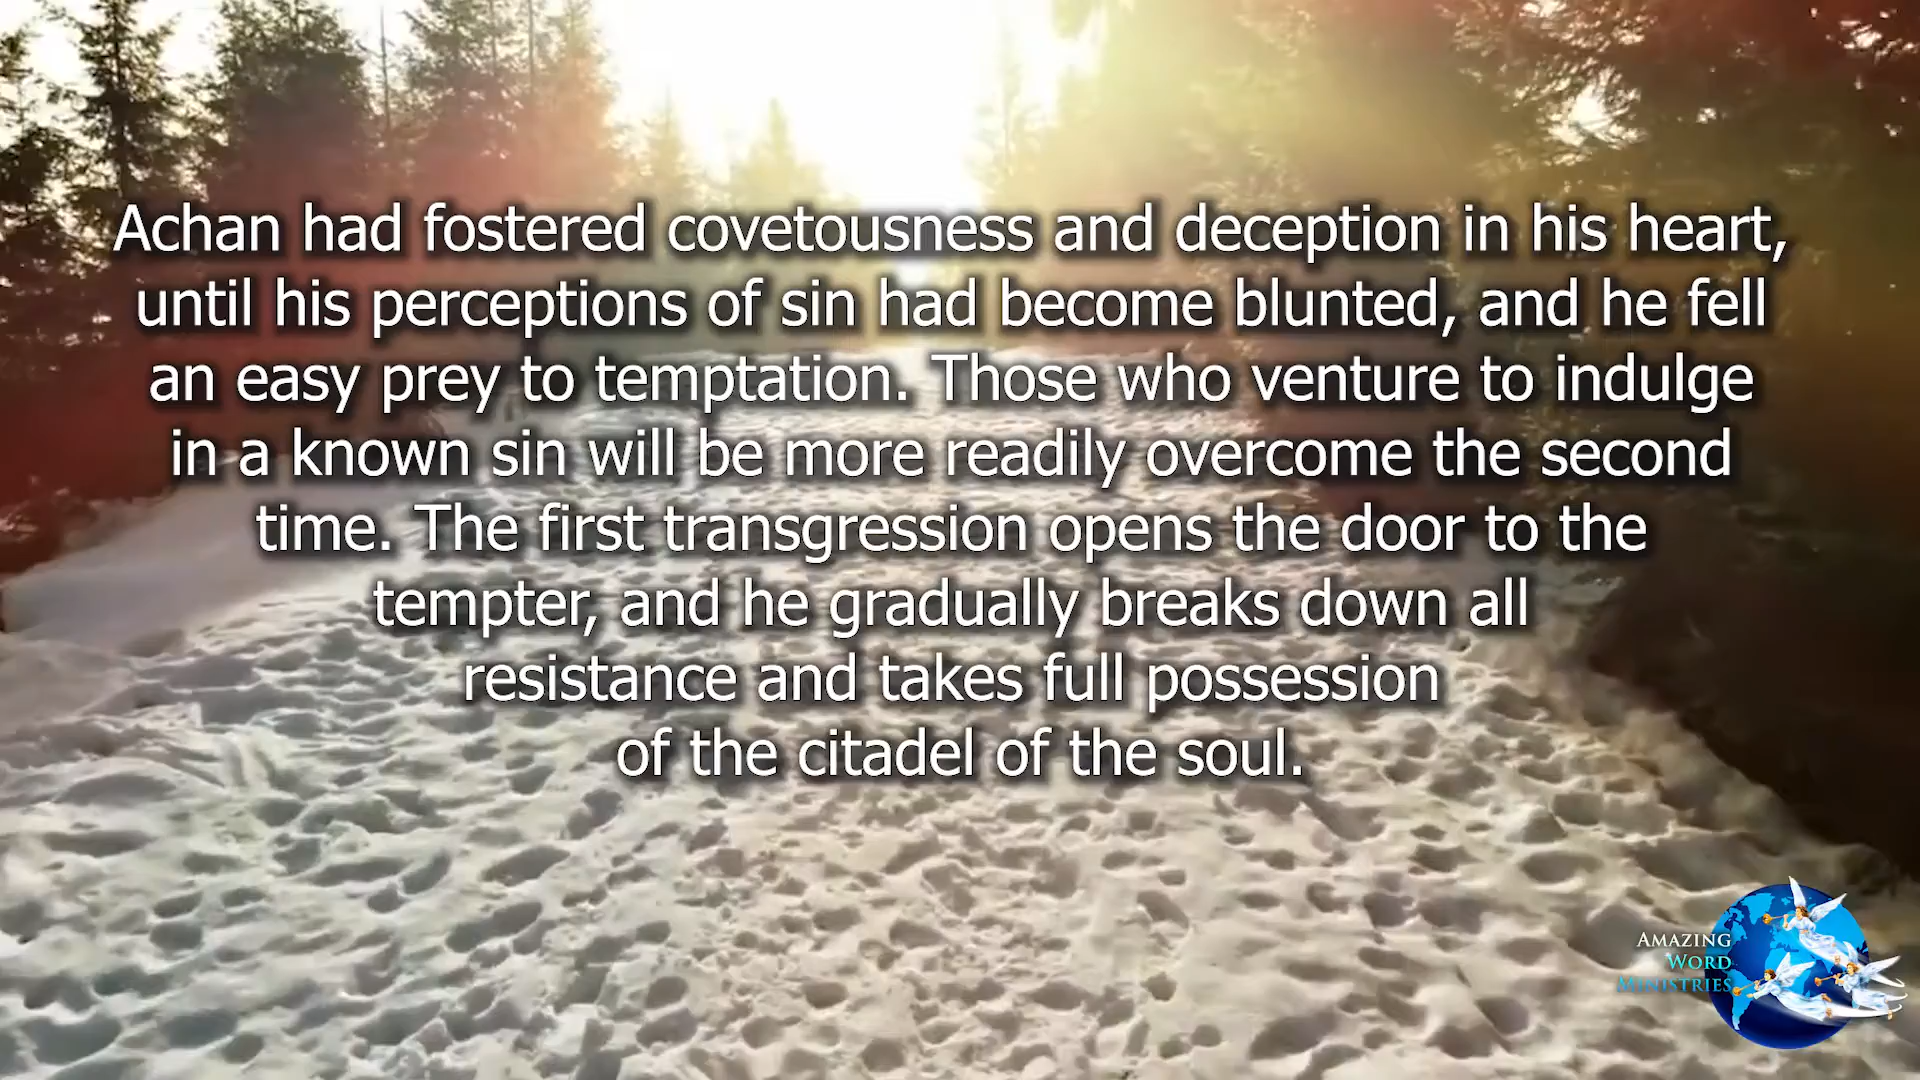 Achan had fostered covetousness and deception in his heart,
until his perceptions of sin had become blunted, and he fell
an easy prey to temptation. Those who venture to indulge
in a known sin will be more readily overcome the second
time. The first transgression opens the door to the
tempter, and he gradually breaks down all
resistance and takes full possession
of the citadel of the soul.
AMAZING
WORD
MINISTRIES